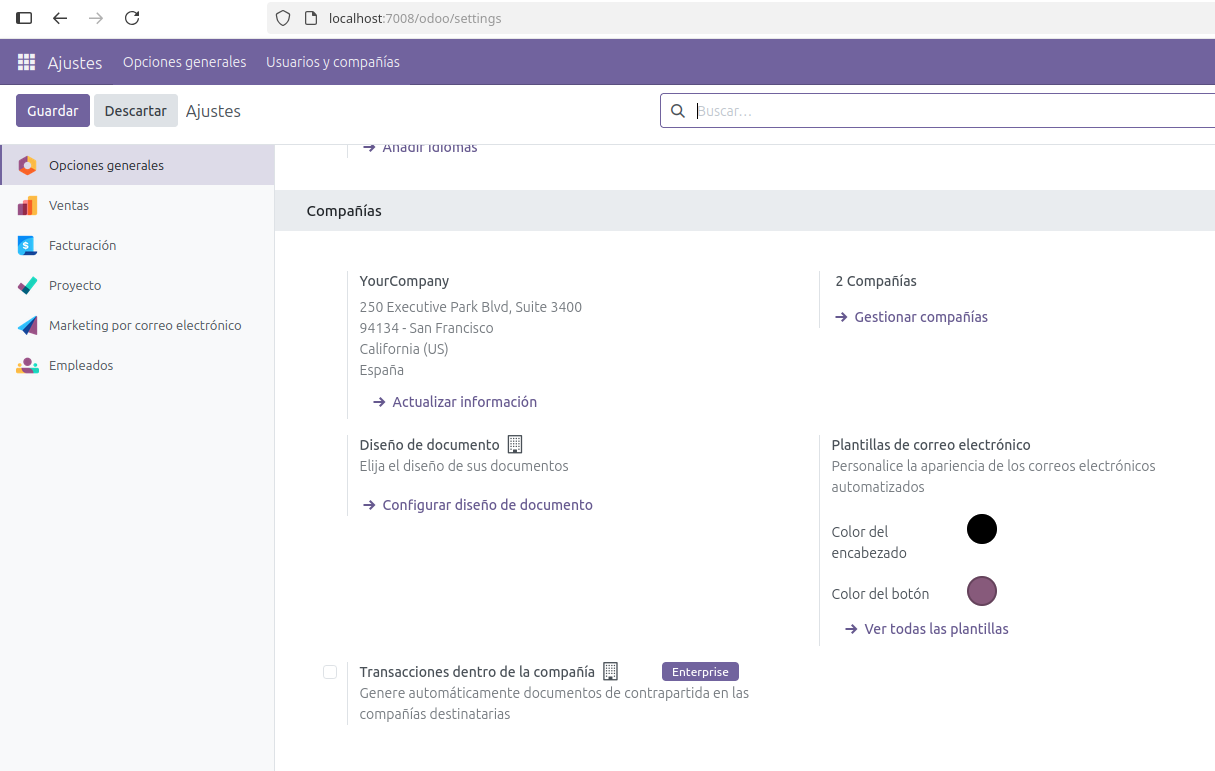 localhost:7008/odoo/settings
Ajustes Opciones generales Usuarios y compañías
Guardar Descartar Ajustes Buscar...
Añadir idiomas
Opciones generales
Ventas
Facturación
Proyecto
Marketing por correo electrónico
Empleados
Compañías
YourCompany
250 Executive Park Blvd, Suite 3400
94134 - San Francisco
California (US)
España
Actualizar información
2 Compañías
Gestionar compañías
Diseño de documento
Elija el diseño de sus documentos
Configurar diseño de documento
Plantillas de correo electrónico
Personalice la apariencia de los correos electrónicos
automatizados
Color del
encabezado
Color del botón
Ver todas las plantillas
Transacciones dentro de la compañía Enterprise
Genere automáticamente documentos de contrapartida en las
compañías destinatarias